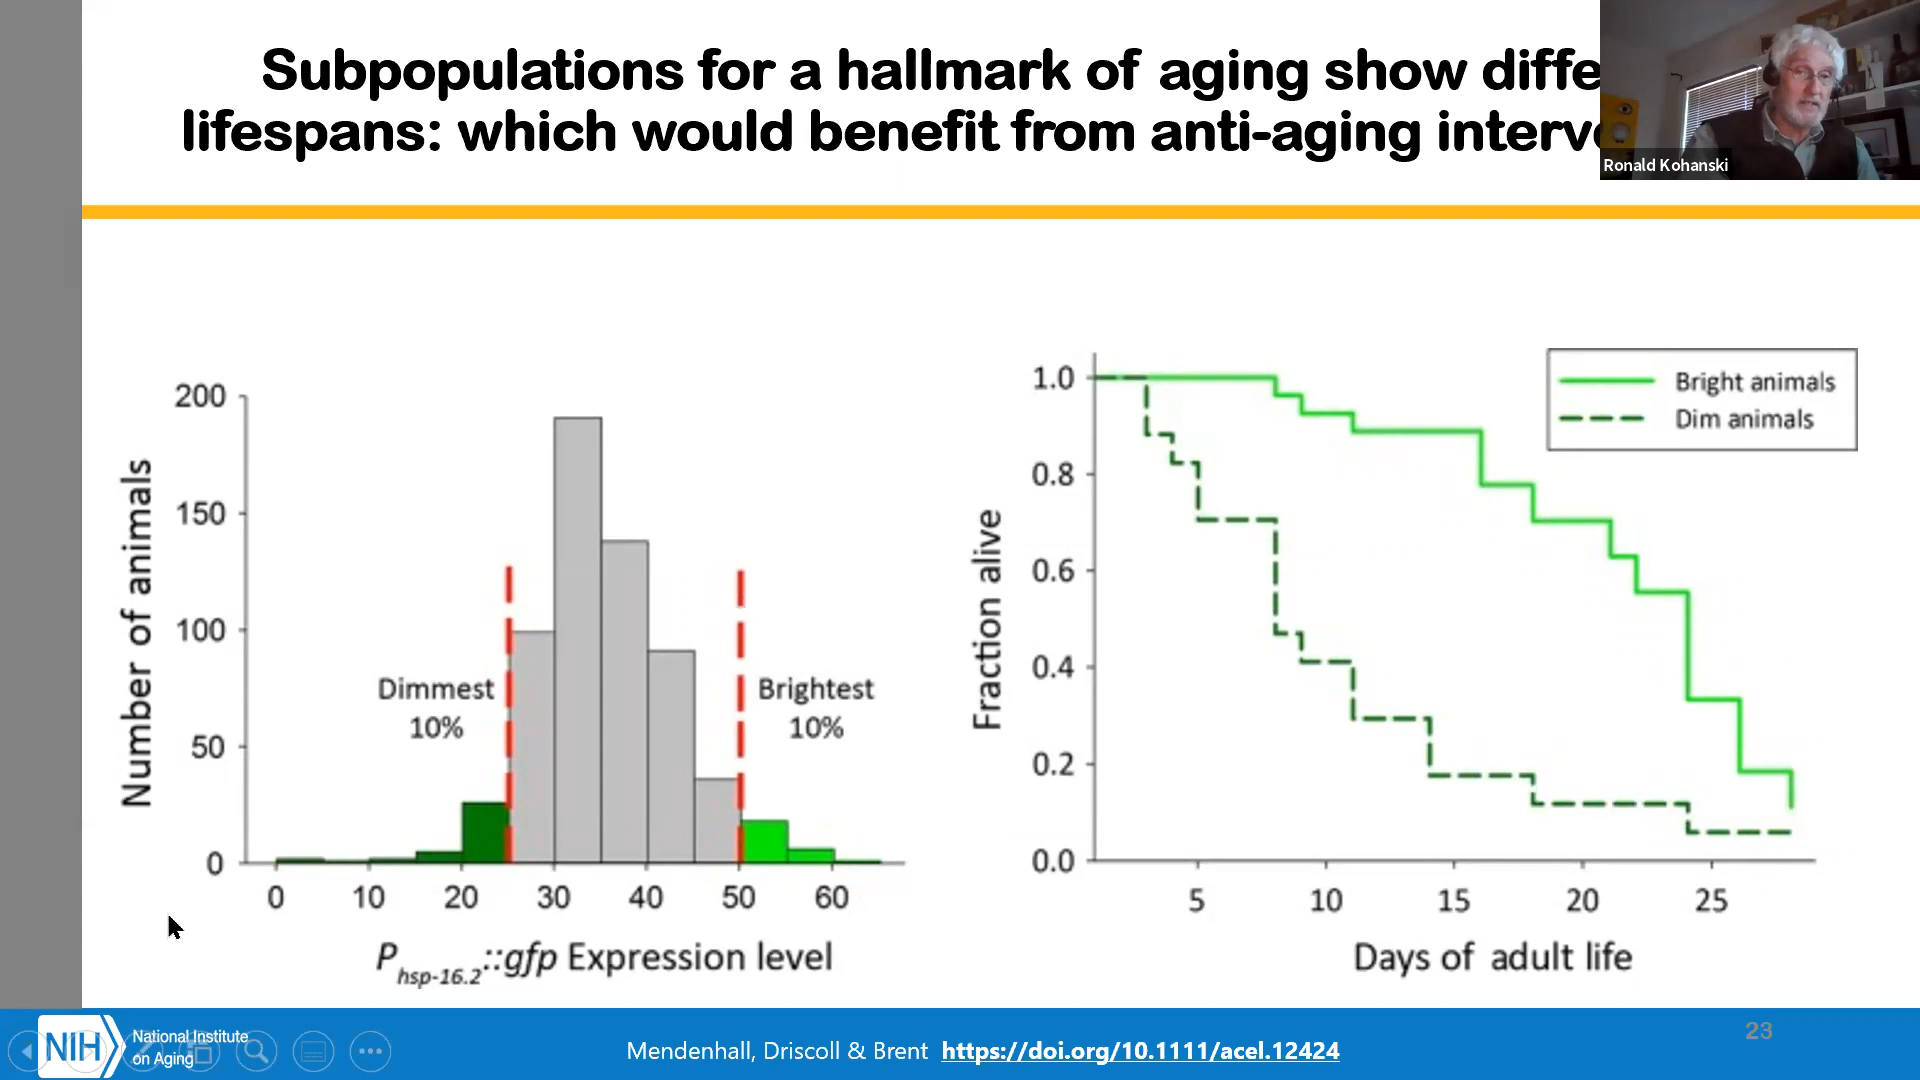 Subpopulations for a hallmark of aging show diffe
lifespans: which would benefit from anti-aging interv
Ronald Kohanski
Number of animals
200
150
100
50
0
Dimmest
10%
Brightest
10%
0 10 20 30 40 50 60
Phsp-16.2::gfp Expression level
Fraction alive
1.0
0.8
0.6
0.4
0.2
0.0
Bright animals
Dim animals
5 10 15 20 25
Days of adult life
NIH
National Institute
on Aging
Mendenhall, Driscoll & Brent https://doi.org/10.1111/acel.12424
23